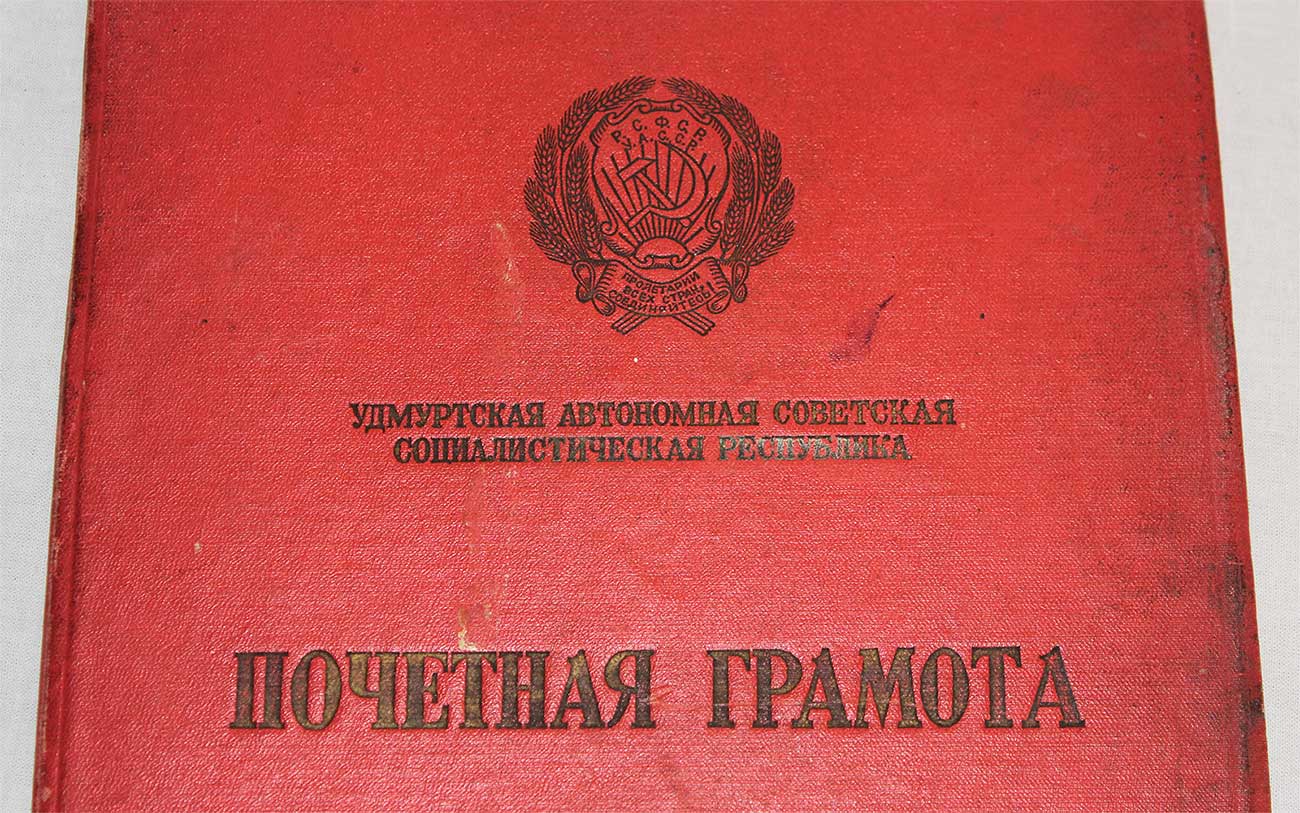 Р. С. Ф. С. Р.
У. А. С. С. Р.
ПРОЛЕТАРИИ
ВСЕХ СТРАН,
СОЕДИНЯЙТЕСЬ!
УДМУРТСКАЯ АВТОНОМНАЯ СОВЕТСКАЯ
СОЦИАЛИСТИЧЕСКАЯ РЕСПУБЛИКА
ПОЧЕТНАЯ ГРАМОТА